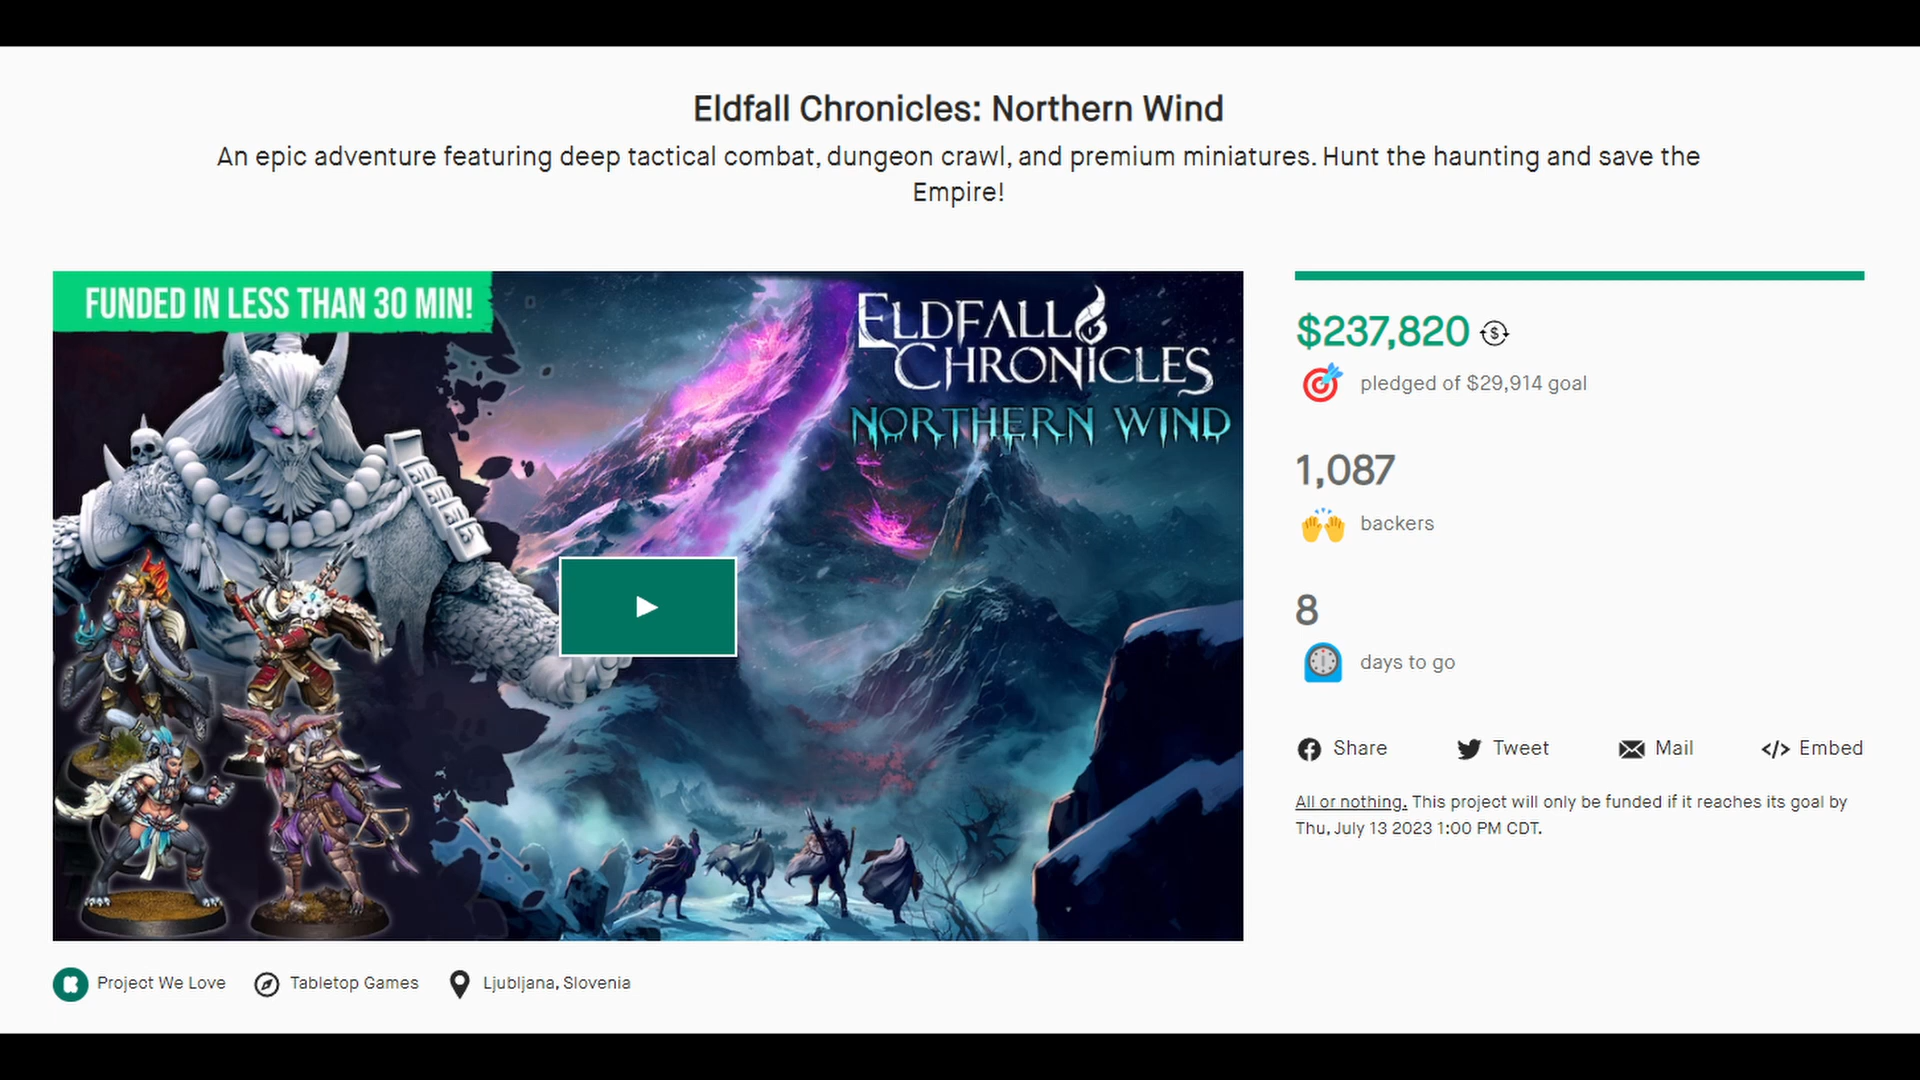 Eldfall Chronicles: Northern Wind
An epic adventure featuring deep tactical combat, dungeon crawl, and premium miniatures. Hunt the haunting and save the
Empire!
FUNDED IN LESS THAN 30 MIN!
ELDFALL
CHRONICLES
NORTHERN WIND
$237,820
pledged of $29,914 goal
1,087
backers
8
days to go
Share Tweet Mail Embed
All or nothing. This project will only be funded if it reaches its goal by
Thu, July 13 2023 1:00 PM CDT.
Project We Love Tabletop Games Ljubljana, Slovenia